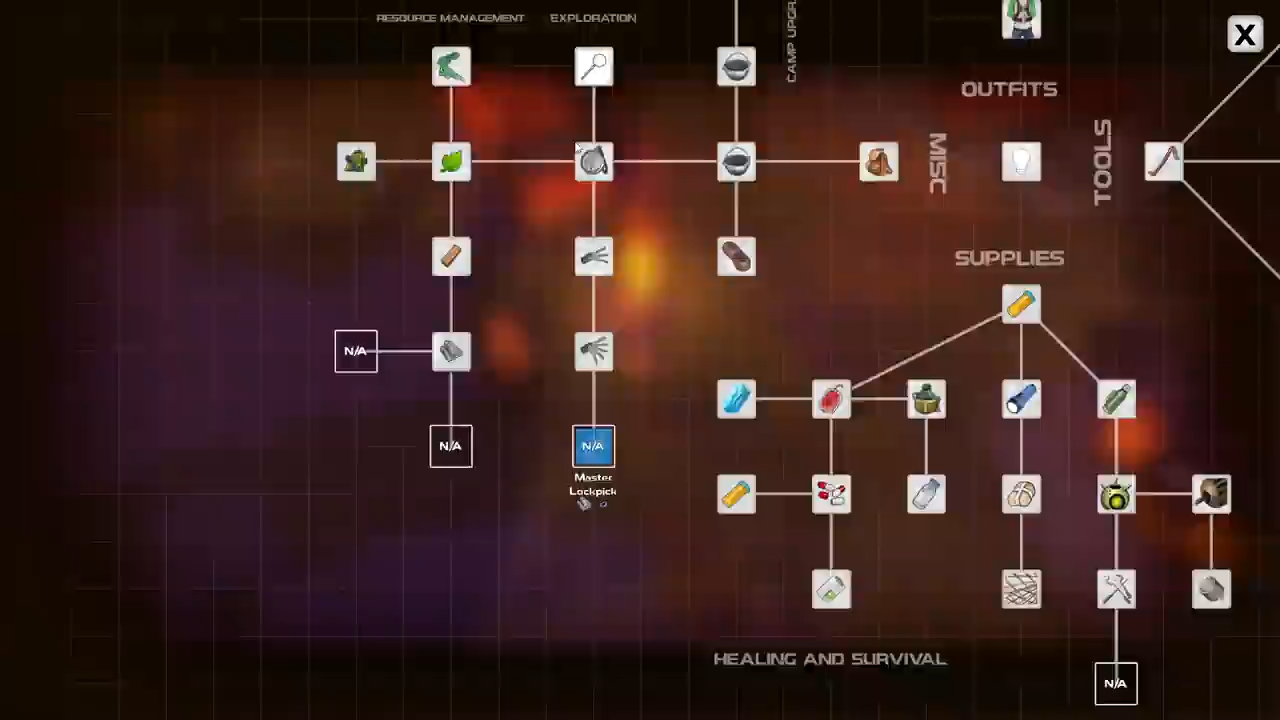 RESOURCE MANAGEMENT
EXPLORATION
CAMP UPGR
X
OUTFITS
MISC
TOOLS
SUPPLIES
N/A
N/A
N/A
Master
Lockpick
HEALING AND SURVIVAL
N/A